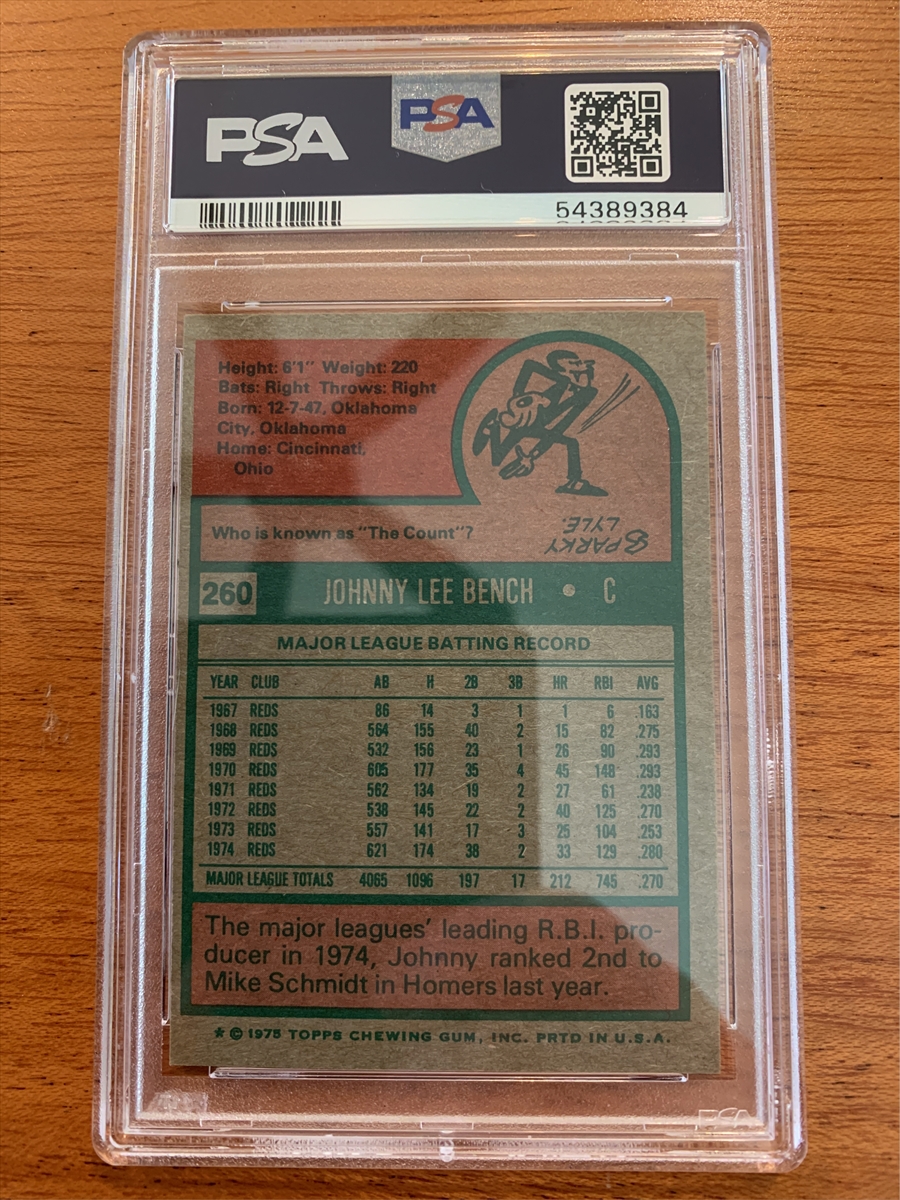 PSA
PSA
54389384
Height: 6'1" Weight: 220
Bats: Right Throws: Right
Born: 12-7-47, Oklahoma
City, Oklahoma
Home: Cincinnati,
Ohio
Who is known as "The Count"?
SPARKY
LYLE.
260 JOHNNY LEE BENCH • C
MAJOR LEAGUE BATTING RECORD
YEAR CLUB AB H 2B 3B HR RBI AVG
1967 REDS 86 14 3 1 1 6 .163
1968 REDS 564 155 40 2 15 82 .275
1969 REDS 532 156 23 1 26 90 .293
1970 REDS 605 177 35 4 45 148 .293
1971 REDS 562 134 19 2 27 61 .238
1972 REDS 538 145 22 2 40 125 .270
1973 REDS 557 141 17 3 25 104 .253
1974 REDS 621 174 38 2 33 129 .280
MAJOR LEAGUE TOTALS 4065 1096 197 17 212 745 .270
The major leagues' leading R.B.I. pro-
ducer in 1974, Johnny ranked 2nd to
Mike Schmidt in Homers last year.
* © 1975 TOPPS CHEWING GUM, INC. PRTD IN U.S.A.
PSA